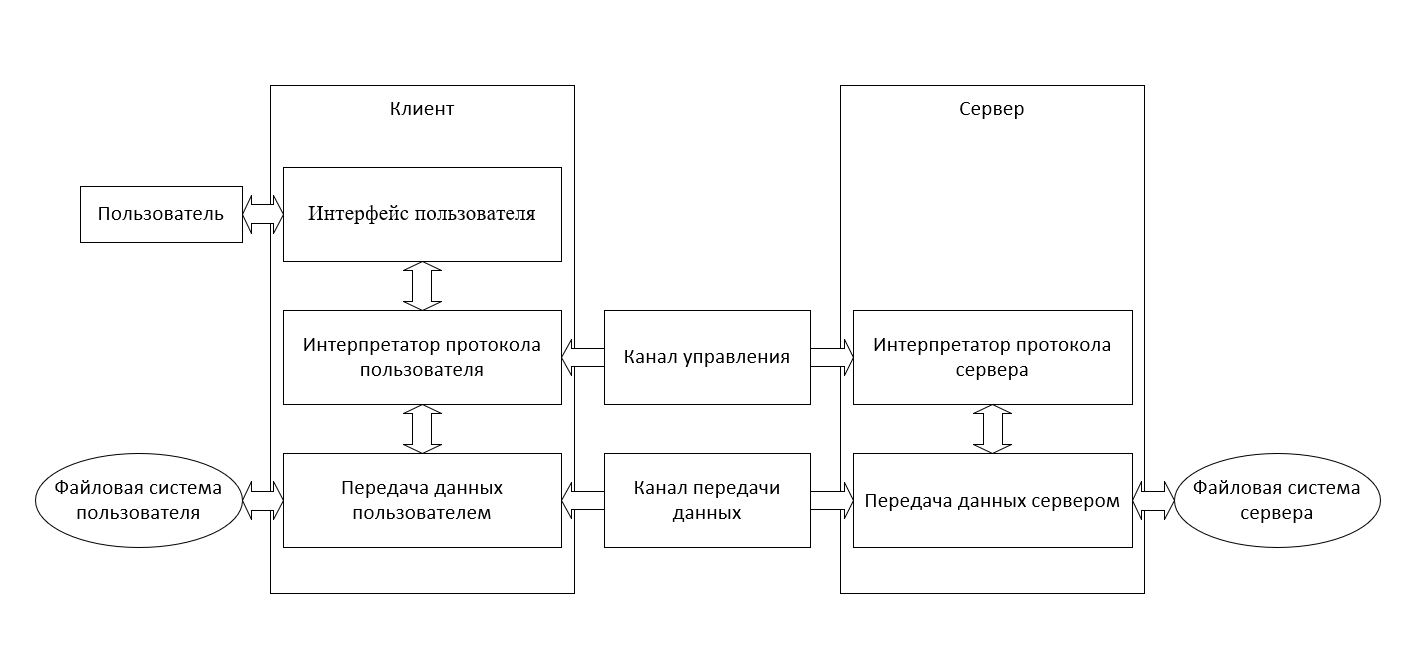 Клиент
Сервер
Пользователь
Интерфейс пользователя
Интерпретатор протокола
пользователя
Канал управления
Интерпретатор протокола
сервера
Файловая система
пользователя
Передача данных
пользователем
Канал передачи
данных
Передача данных сервером
Файловая система
сервера